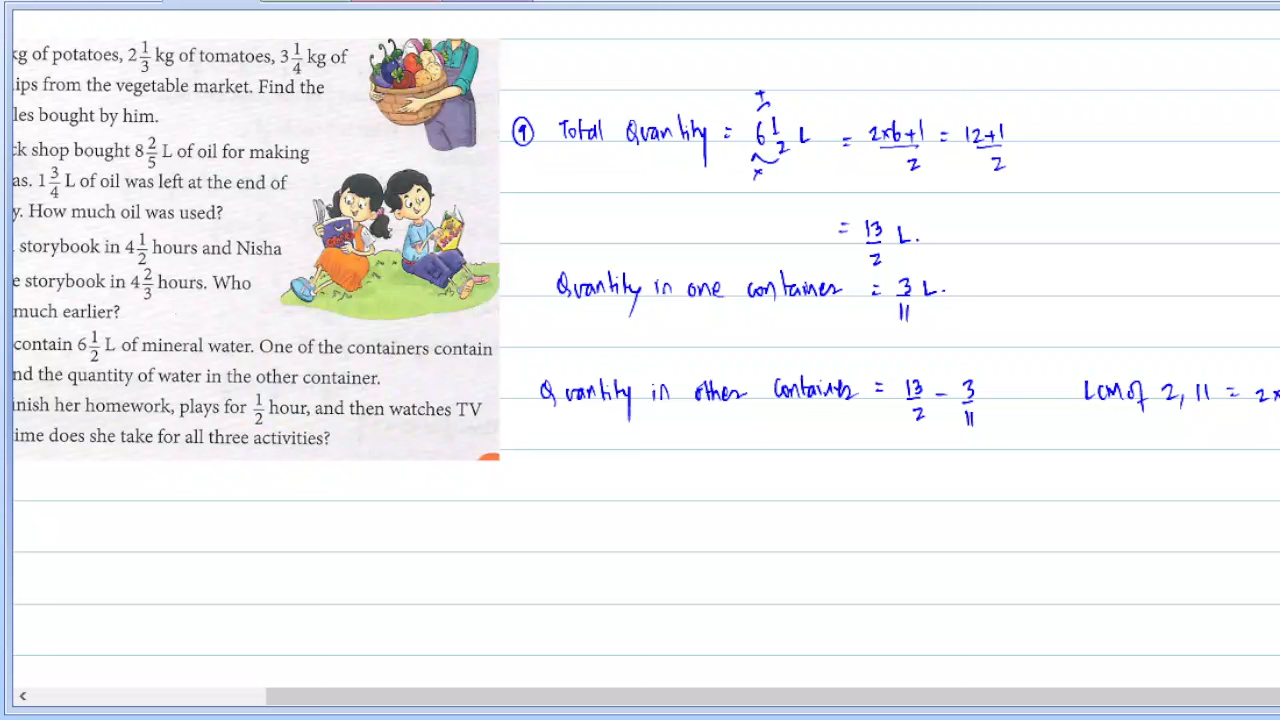 kg of potatoes, 2 1/3 kg of tomatoes, 3 1/4 kg of
ips from the vegetable market. Find the
les bought by him.
ck shop bought 8 2/5 L of oil for making
as. 1 3/4 L of oil was left at the end of
y. How much oil was used?
storybook in 4 1/2 hours and Nisha
e storybook in 4 2/3 hours. Who
much earlier?
contain 6 1/2 L of mineral water. One of the containers contain
nd the quantity of water in the other container.
inish her homework, plays for 1/2 hour, and then watches TV
ime does she take for all three activities?
⑨ Total Quantity = 6 1/2 L = 2×6+1/2 = 12+1/2
= 13/2 L.
Quantity in one container = 3/11 L.
Quantity in other container = 13/2 - 3/11 LCM of 2, 11 = 2×